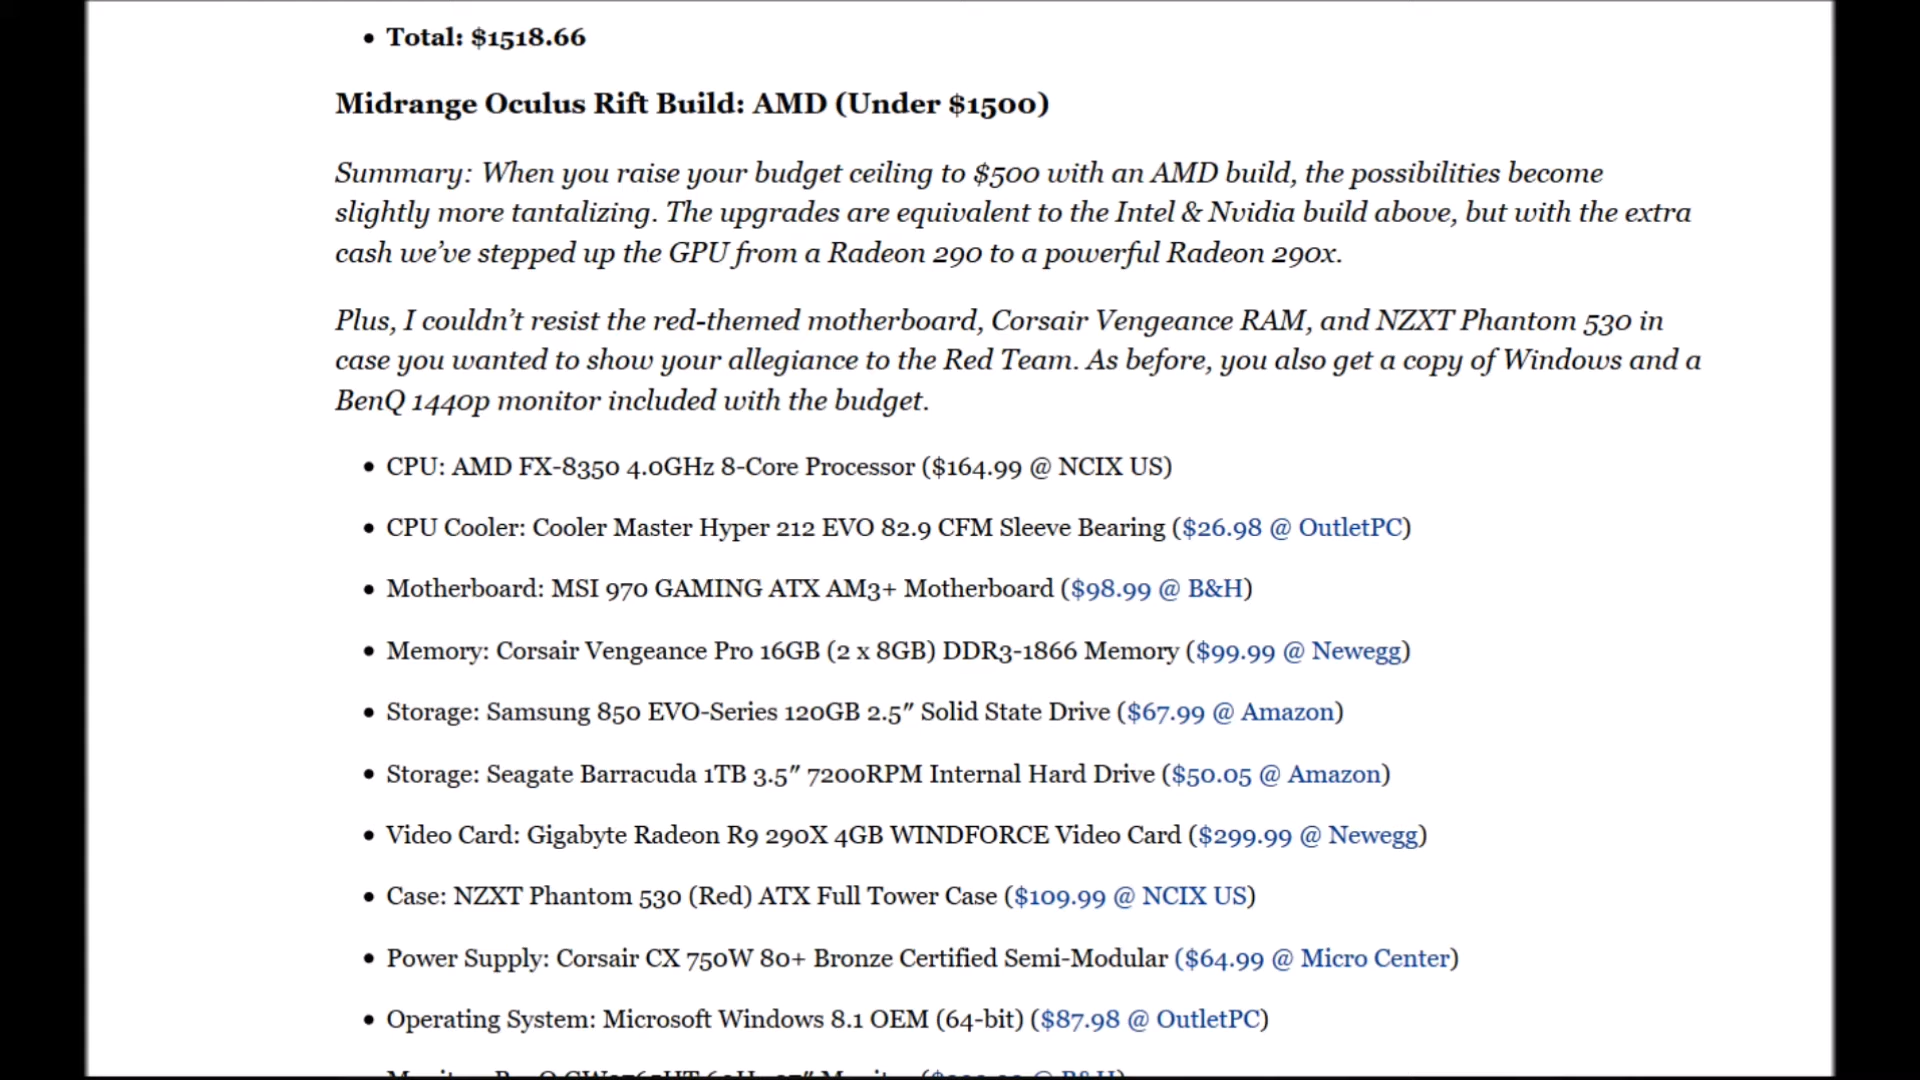 Total: $1518.66
Midrange Oculus Rift Build: AMD (Under $1500)
Summary: When you raise your budget ceiling to $500 with an AMD build, the possibilities become
slightly more tantalizing. The upgrades are equivalent to the Intel & Nvidia build above, but with the extra
cash we’ve stepped up the GPU from a Radeon 290 to a powerful Radeon 290x.
Plus, I couldn’t resist the red-themed motherboard, Corsair Vengeance RAM, and NZXT Phantom 530 in
case you wanted to show your allegiance to the Red Team. As before, you also get a copy of Windows and a
BenQ 1440p monitor included with the budget.
CPU: AMD FX-8350 4.0GHz 8-Core Processor ($164.99 @ NCIX US)
CPU Cooler: Cooler Master Hyper 212 EVO 82.9 CFM Sleeve Bearing ($26.98 @ OutletPC)
Motherboard: MSI 970 GAMING ATX AM3+ Motherboard ($98.99 @ B&H)
Memory: Corsair Vengeance Pro 16GB (2 x 8GB) DDR3-1866 Memory ($99.99 @ Newegg)
Storage: Samsung 850 EVO-Series 120GB 2.5″ Solid State Drive ($67.99 @ Amazon)
Storage: Seagate Barracuda 1TB 3.5″ 7200RPM Internal Hard Drive ($50.05 @ Amazon)
Video Card: Gigabyte Radeon R9 290X 4GB WINDFORCE Video Card ($299.99 @ Newegg)
Case: NZXT Phantom 530 (Red) ATX Full Tower Case ($109.99 @ NCIX US)
Power Supply: Corsair CX 750W 80+ Bronze Certified Semi-Modular ($64.99 @ Micro Center)
Operating System: Microsoft Windows 8.1 OEM (64-bit) ($87.98 @ OutletPC)